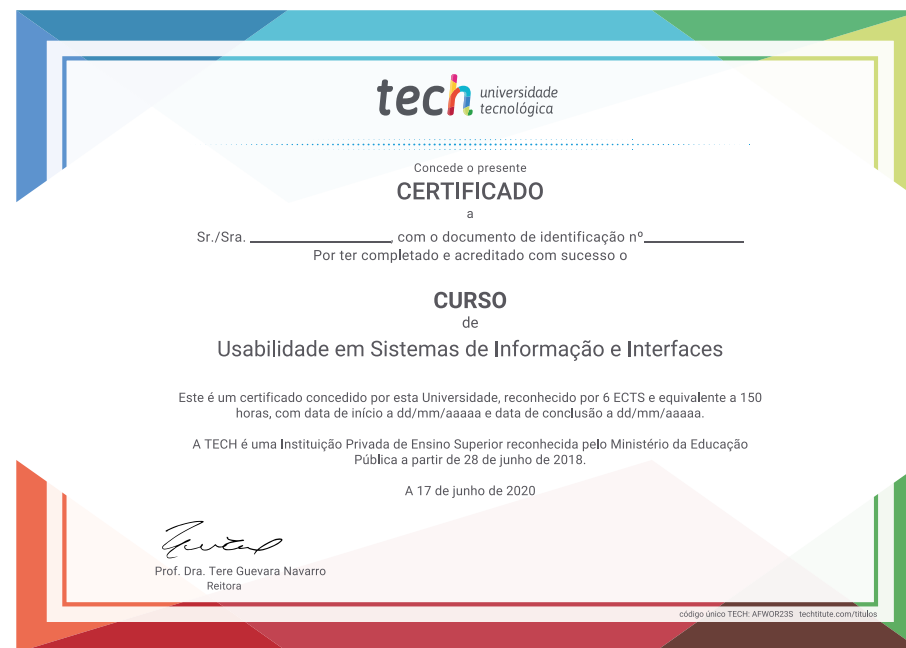 tech universidade
tecnológica
Concede o presente
CERTIFICADO
a
Sr./Sra. ________________, com o documento de identificação nº____________
Por ter completado e acreditado com sucesso o
CURSO
de
Usabilidade em Sistemas de Informação e Interfaces
Este é um certificado concedido por esta Universidade, reconhecido por 6 ECTS e equivalente a 150
horas, com data de início a dd/mm/aaaaa e data de conclusão a dd/mm/aaaaa.
A TECH é uma Instituição Privada de Ensino Superior reconhecida pelo Ministério da Educação
Pública a partir de 28 de junho de 2018.
A 17 de junho de 2020
Prof. Dra. Tere Guevara Navarro
Reitora
código único TECH: AFWOR23S techtitute.com/titulos